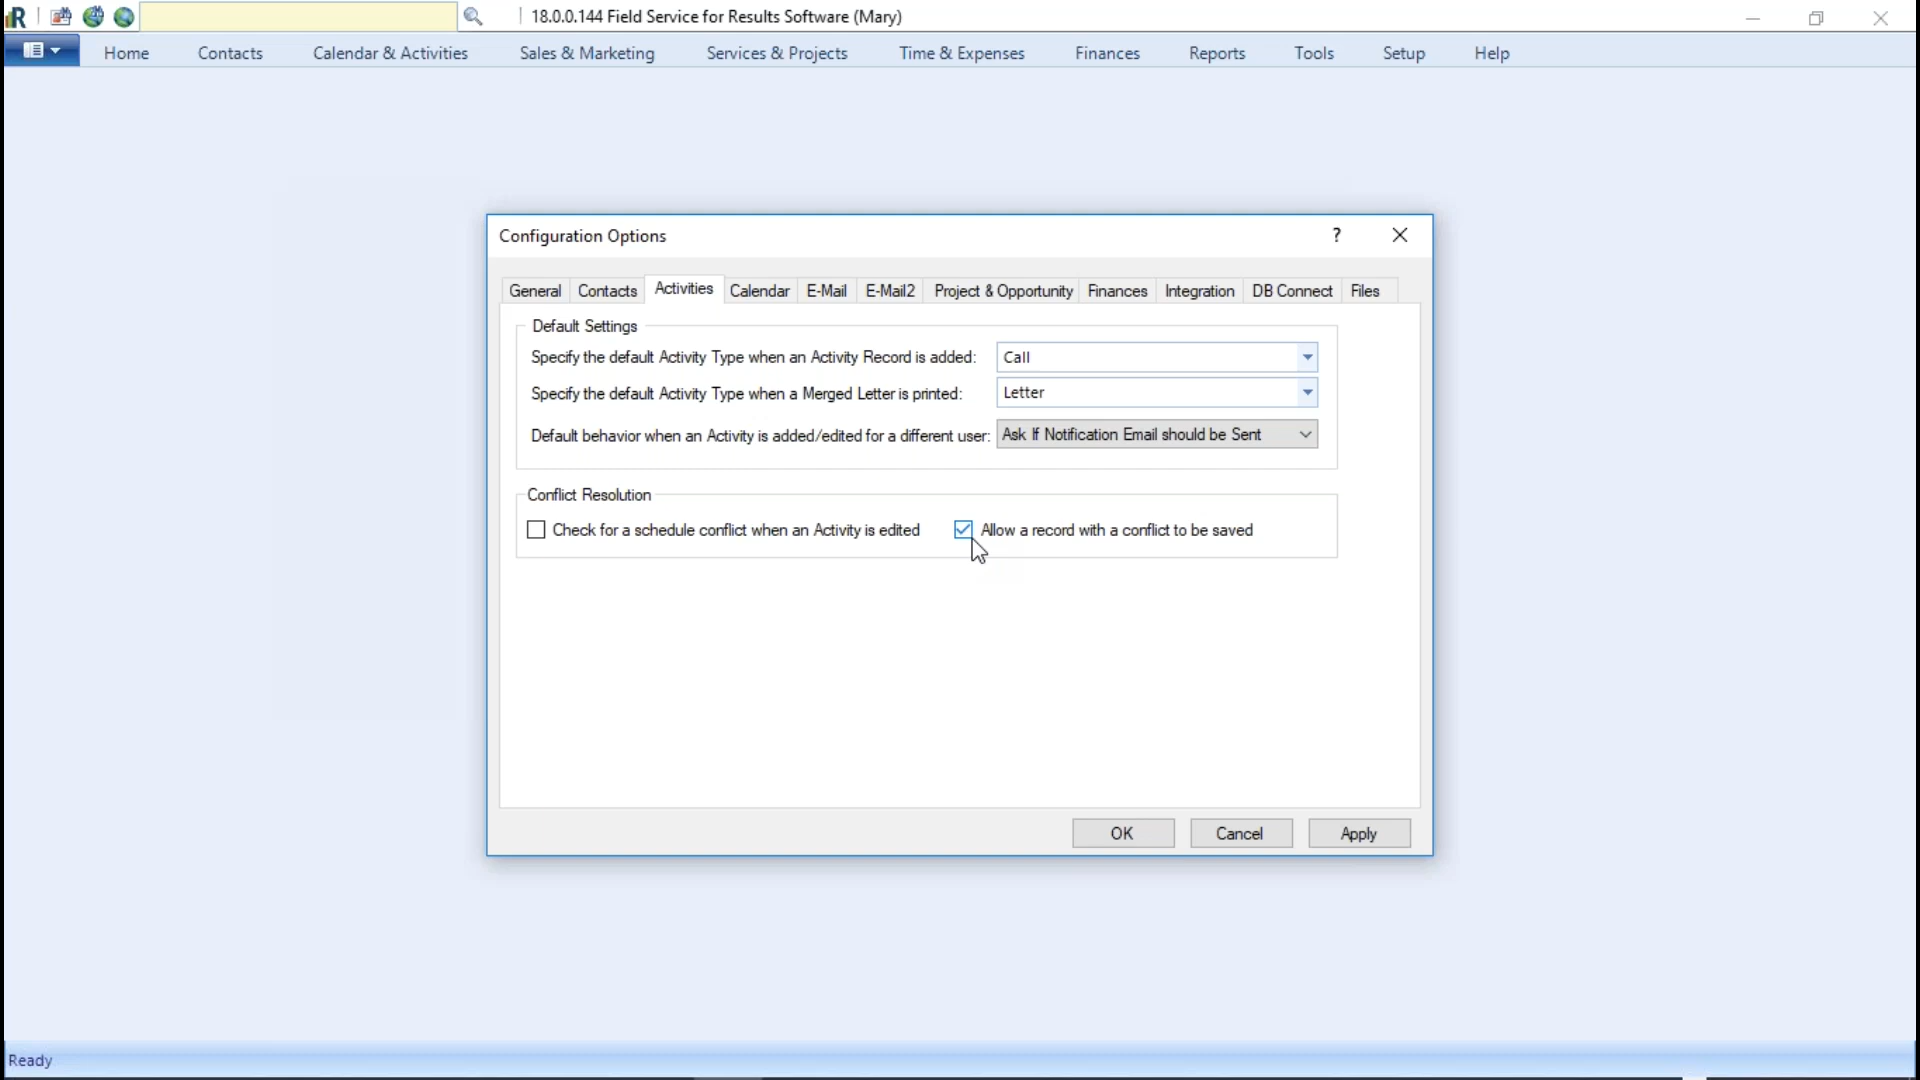 R
18.0.0.144 Field Service for Results Software (Mary)
Home Contacts Calendar & Activities Sales & Marketing Services & Projects Time & Expenses Finances Reports Tools Setup Help
Configuration Options ?
General Contacts Activities Calendar E-Mail E-Mail2 Project & Opportunity Finances Integration DB Connect Files
Default Settings
Specify the default Activity Type when an Activity Record is added: Call
Specify the default Activity Type when a Merged Letter is printed: Letter
Default behavior when an Activity is added/edited for a different user: Ask If Notification Email should be Sent
Conflict Resolution
Check for a schedule conflict when an Activity is edited Allow a record with a conflict to be saved
OK Cancel Apply
Ready